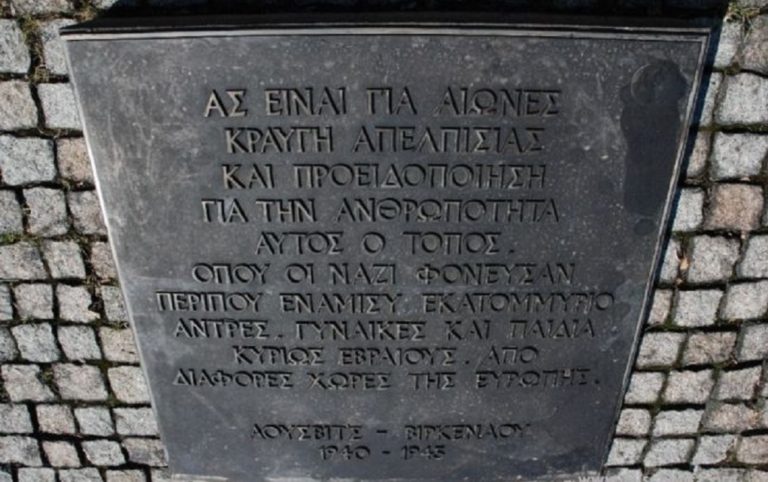 ΑΣ ΕΙΝΑΙ ΓΙΑ ΑΙΩΝΕΣ
ΚΡΑΥΓΗ ΑΠΕΛΠΙΣΙΑΣ
ΚΑΙ ΠΡΟΕΙΔΟΠΟΙΗΣΗ
ΓΙΑ ΤΗΝ ΑΝΘΡΩΠΟΤΗΤΑ
ΑΥΤΟΣ Ο ΤΟΠΟΣ.
ΟΠΟΥ ΟΙ ΝΑΖΙ ΦΟΝΕΥΣΑΝ
ΠΕΡΙΠΟΥ ΕΝΑΜΙΣΥ ΕΚΑΤΟΜΜΥΡΙΟ
ΑΝΤΡΕΣ. ΓΥΝΑΙΚΕΣ ΚΑΙ ΠΑΙΔΙΑ
ΚΥΡΙΩΣ ΕΒΡΑΙΟΥΣ. ΑΠΟ
ΔΙΑΦΟΡΕΣ ΧΩΡΕΣ ΤΗΣ ΕΥΡΩΠΗΣ.
ΑΟΥΣΒΙΤΣ - ΒΙΡΚΕΝΑΟΥ
1940 - 1945